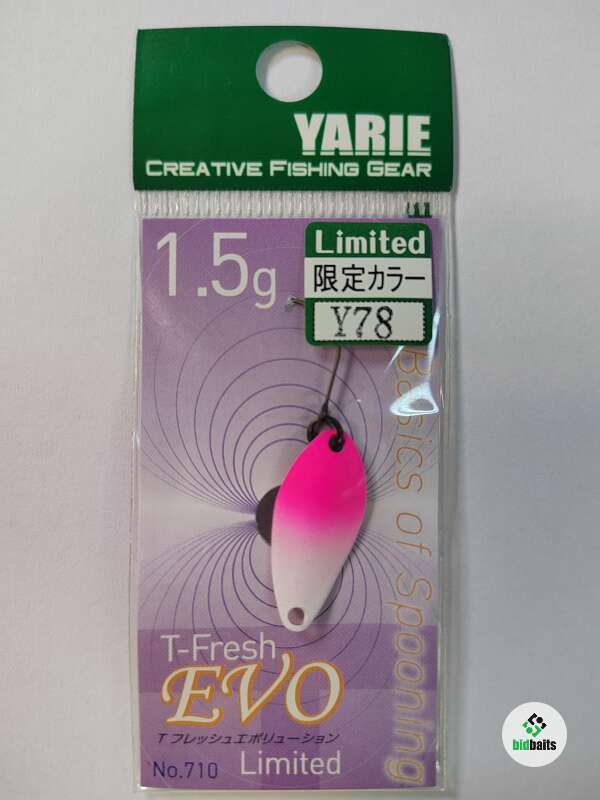 YARIE
CREATIVE FISHING GEAR
1.5g
Limited
限定カラー
Y78
Basics of Spooning
T-Fresh
EVO
Tフレッシュエボリューション
No.710 Limited
bidbaits